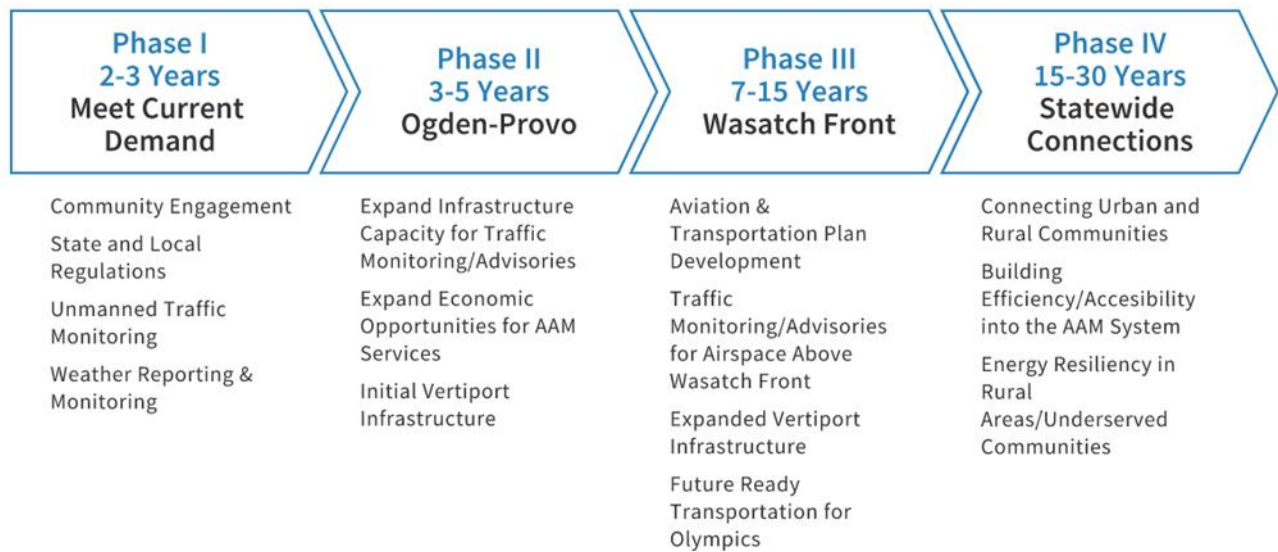 Phase I
2-3 Years
Meet Current
Demand
Phase II
3-5 Years
Ogden-Provo
Phase III
7-15 Years
Wasatch Front
Phase IV
15-30 Years
Statewide
Connections
Community Engagement
State and Local
Regulations
Unmanned Traffic
Monitoring
Weather Reporting &
Monitoring
Expand Infrastructure
Capacity for Traffic
Monitoring/Advisories
Expand Economic
Opportunities for AAM
Services
Initial Vertiport
Infrastructure
Aviation &
Transportation Plan
Development
Traffic
Monitoring/Advisories
for Airspace Above
Wasatch Front
Expanded Vertiport
Infrastructure
Future Ready
Transportation for
Olympics
Connecting Urban and
Rural Communities
Building
Efficiency/Accesibility
into the AAM System
Energy Resiliency in
Rural
Areas/Underserved
Communities